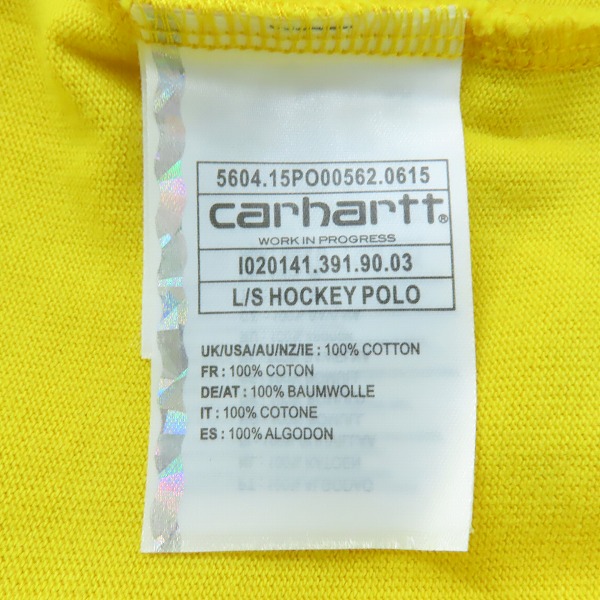 5604.15PO00562.0615
carhartt®
WORK IN PROGRESS
I020141.391.90.03
L/S HOCKEY POLO
UK/USA/AU/NZ/IE : 100% COTTON
FR : 100% COTON
DE/AT : 100% BAUMWOLLE
IT : 100% COTONE
ES : 100% ALGODON